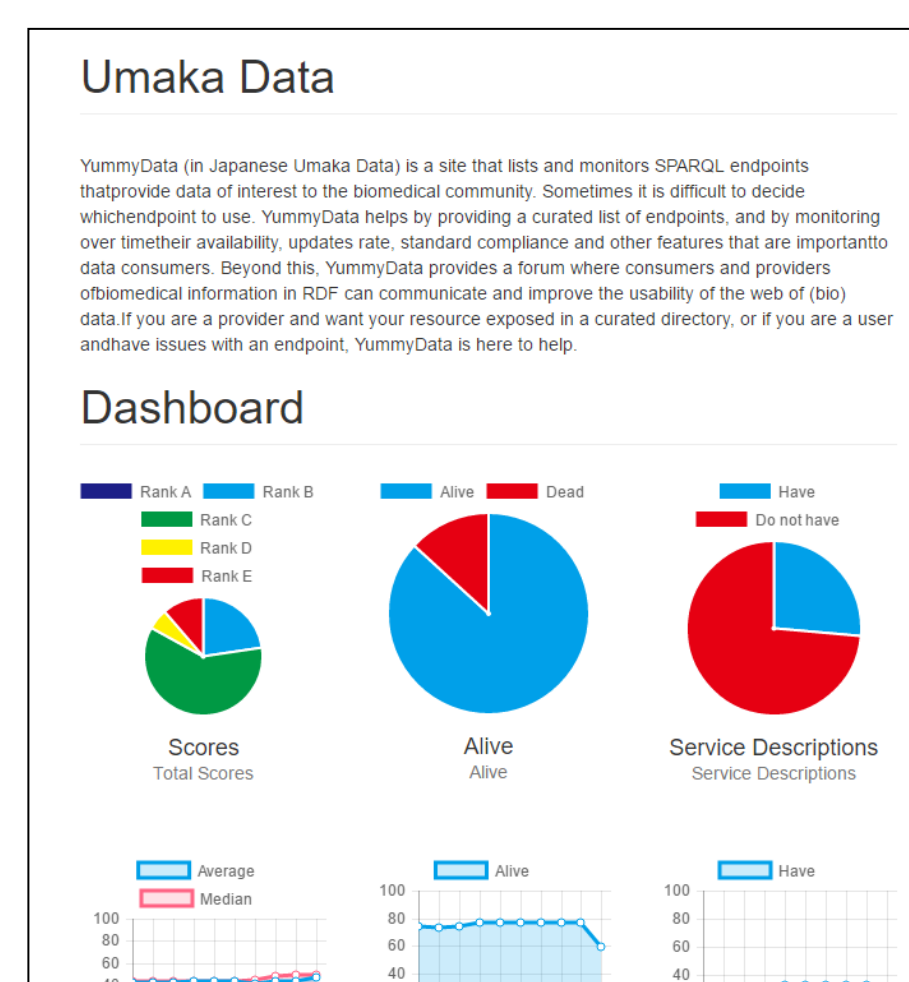 Umaka Data
YummyData (in Japanese Umaka Data) is a site that lists and monitors SPARQL endpoints
thatprovide data of interest to the biomedical community. Sometimes it is difficult to decide
whichendpoint to use. YummyData helps by providing a curated list of endpoints, and by monitoring
over timetheir availability, updates rate, standard compliance and other features that are importantto
data consumers. Beyond this, YummyData provides a forum where consumers and providers
ofbiomedical information in RDF can communicate and improve the usability of the web of (bio)
data.If you are a provider and want your resource exposed in a curated directory, or if you are a user
andhave issues with an endpoint, YummyData is here to help.
Dashboard
Rank A Rank B
Rank C
Rank D
Rank E
Scores
Total Scores
Alive Dead
Alive
Alive
Have
Do not have
Service Descriptions
Service Descriptions
Average
Median
100
80
60
40
Alive
100
80
60
40
Have
100
80
60
40